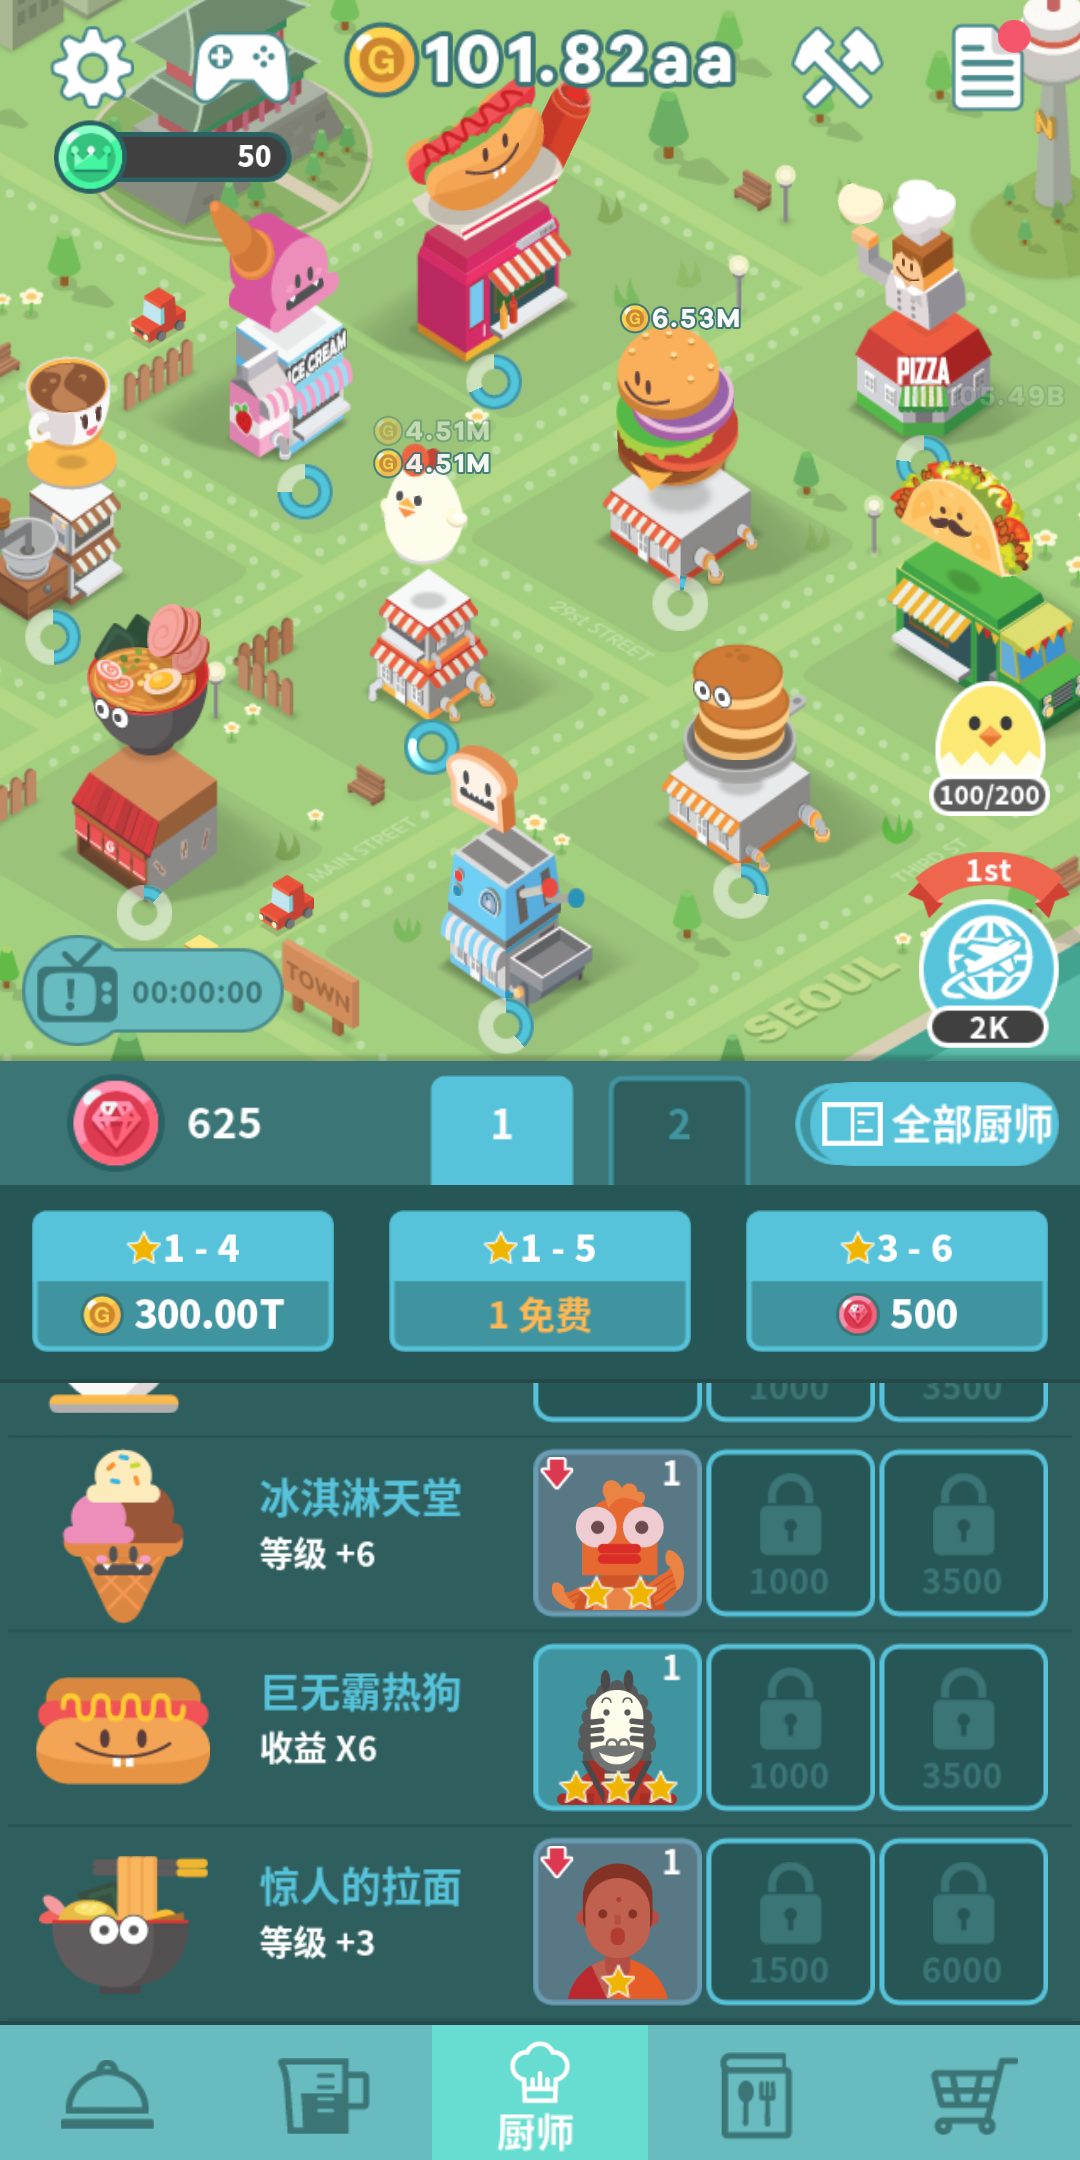 G 101.82aa
50
N
G 6.53M
ICE CREAM
PIZZA
105.49B
G 4.51M
G 4.51M
29st STREET
100/200
MAIN STREET
THIRD ST
1st
00:00:00
TOWN
SEOUL
2K
625
1
2
全部厨师
1 - 4
1 - 5
3 - 6
G 300.00T
1 免费
500
1000
3500
冰淇淋天堂
等级 +6
1
1000
3500
巨无霸热狗
收益 X6
1
1000
3500
惊人的拉面
等级 +3
1
1500
6000
厨师